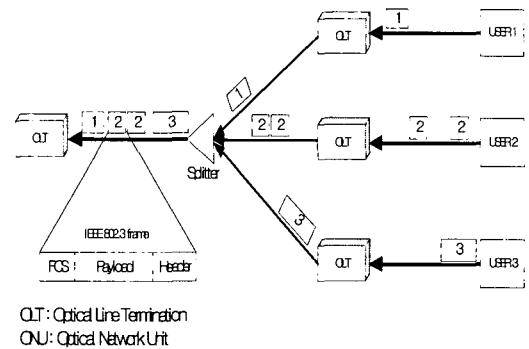 1
OLT
USER1
1
1 2 2 3
OLT
2 2
OLT
2 2
USER2
Splitter
IEEE 802.3 frame
3
FCS Payload Header
OLT
3
USER3
OLT: Optical Line Termination
ONU: Optical Network Unit